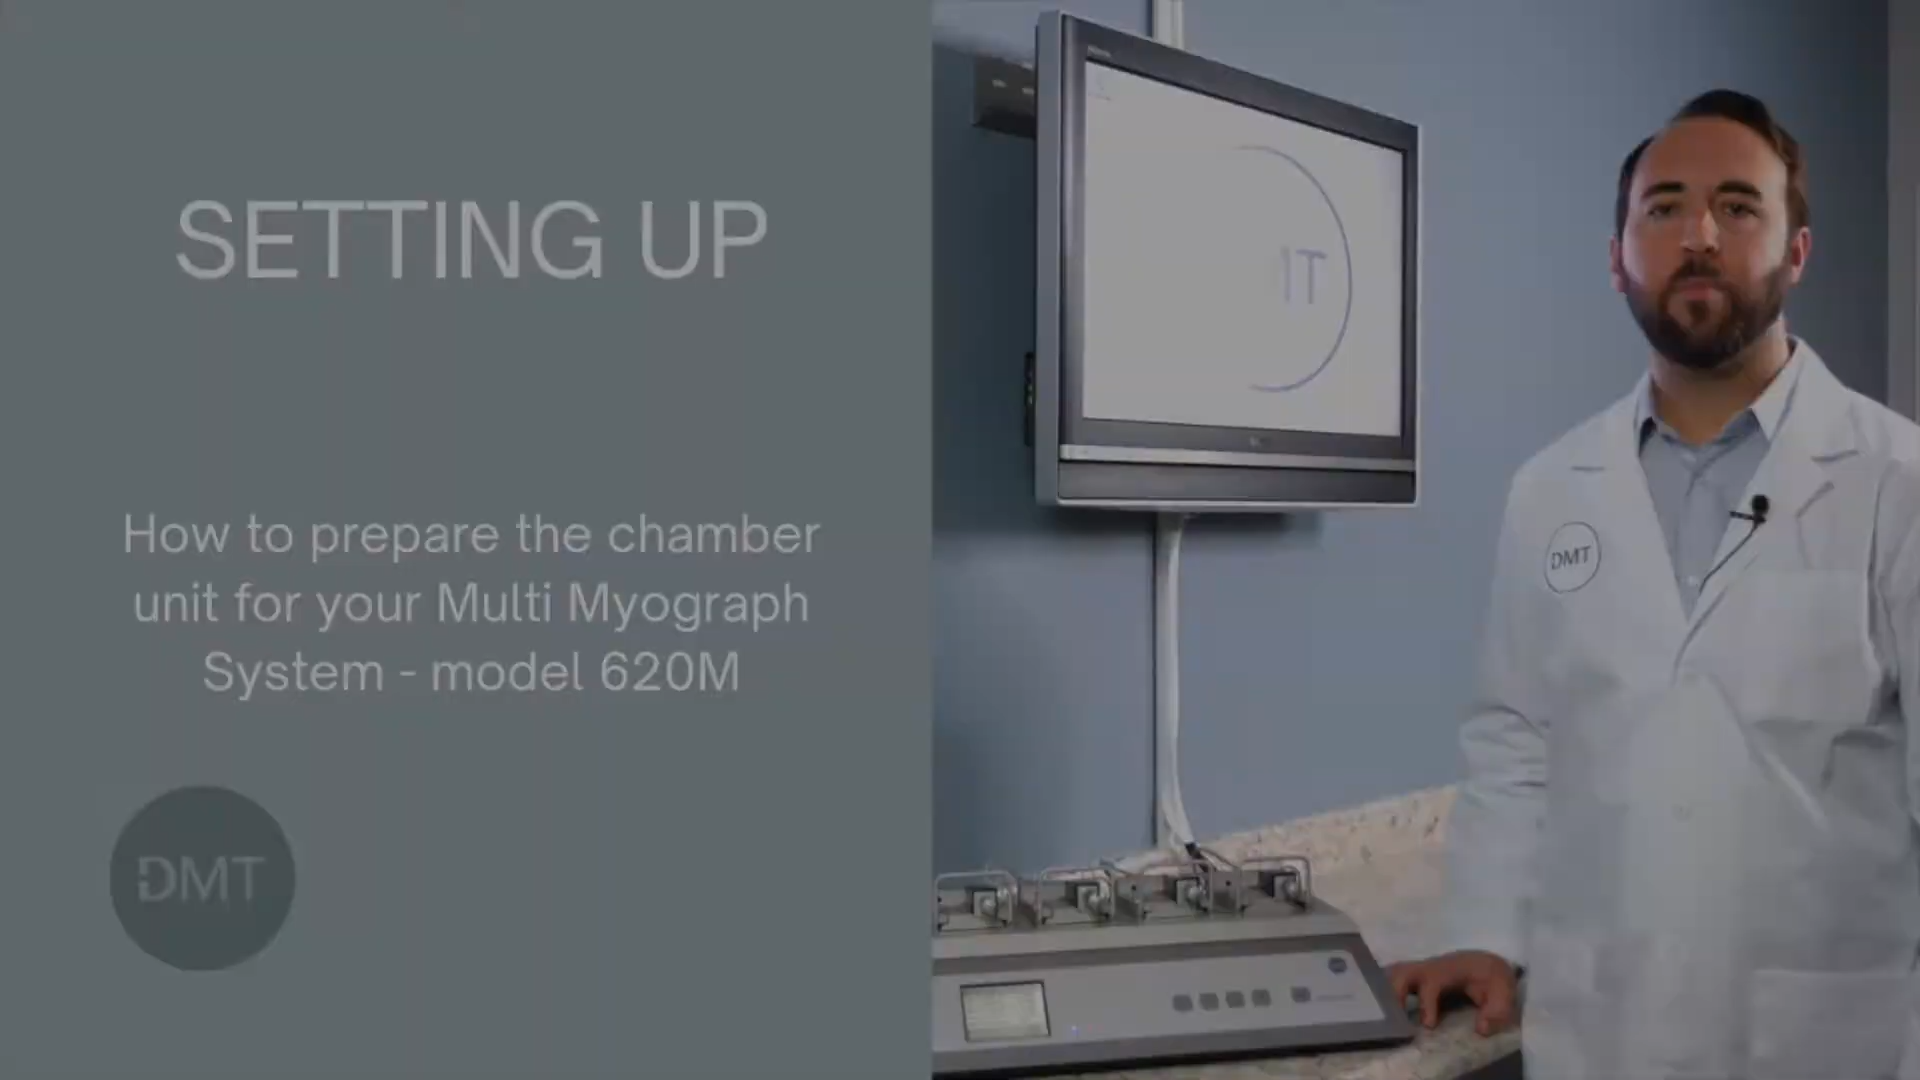 SETTING UP
How to prepare the chamber
unit for your Multi Myograph
System - model 620M
DMT
DMT